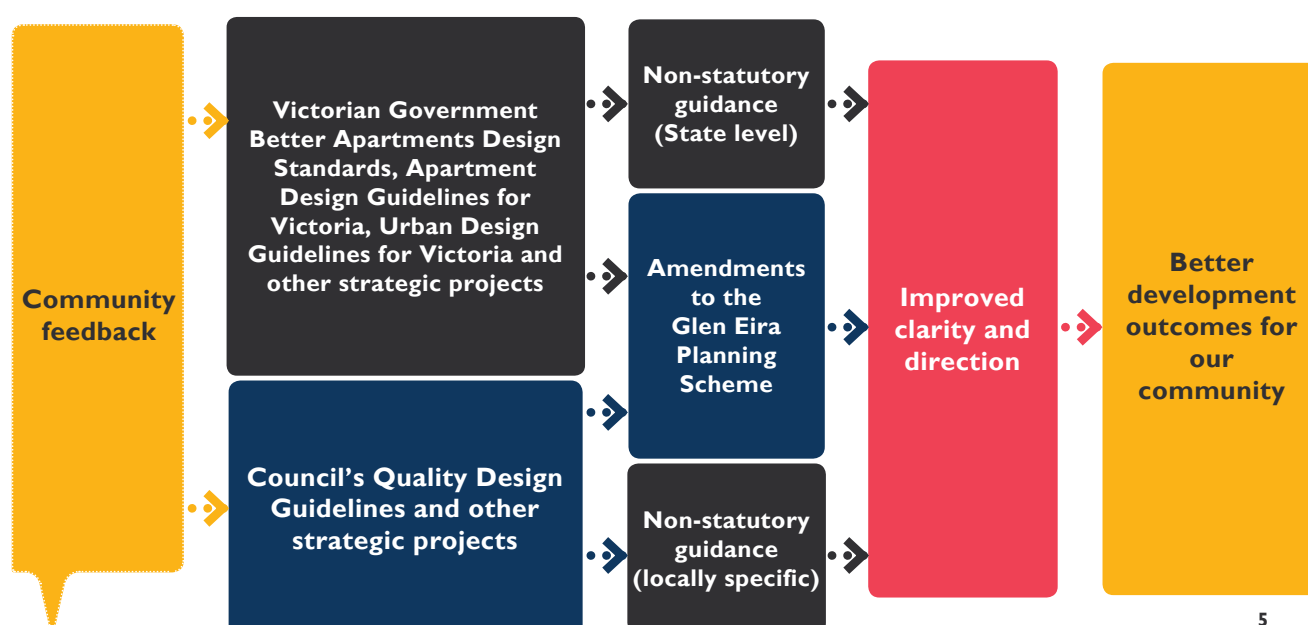 Community
feedback
Victorian Government
Better Apartments Design
Standards, Apartment
Design Guidelines for
Victoria, Urban Design
Guidelines for Victoria and
other strategic projects
Council’s Quality Design
Guidelines and other
strategic projects
Non-statutory
guidance
(State level)
Amendments
to the
Glen Eira
Planning
Scheme
Non-statutory
guidance
(locally specific)
Improved
clarity and
direction
Better
development
outcomes for
our
community
5